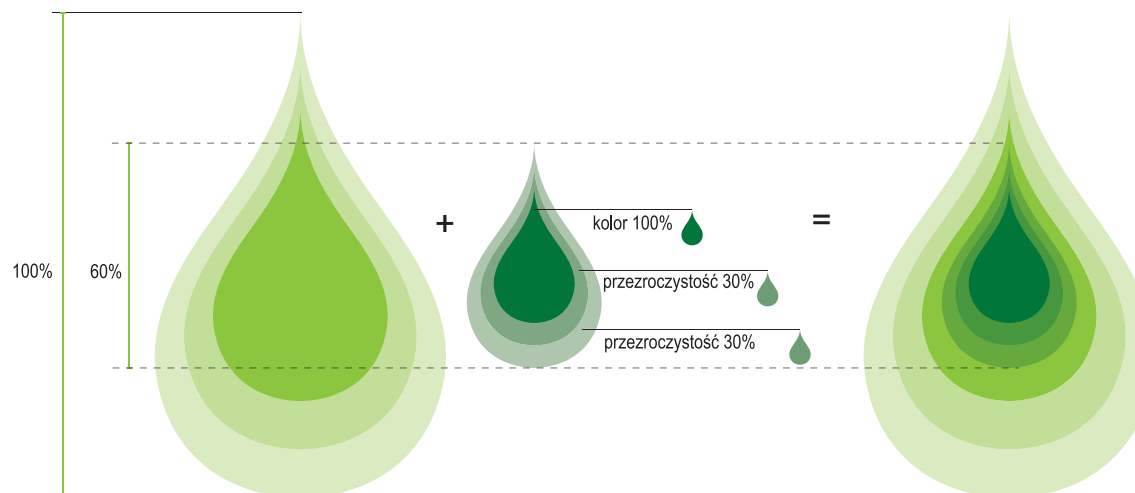 +
kolor 100%
=
100%
60%
przezroczystość 30%
przezroczystość 30%